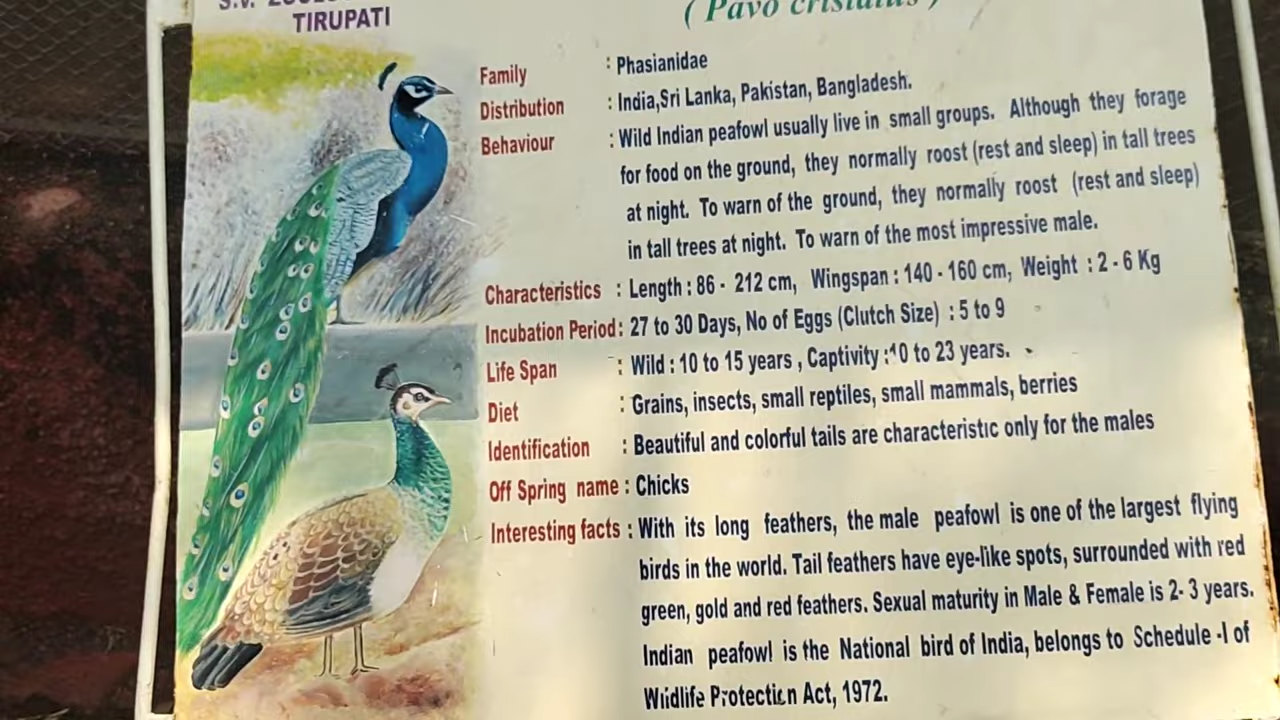 S.V.
TIRUPATI
( Pavo cristatus )
Family : Phasianidae
Distribution : India,Sri Lanka, Pakistan, Bangladesh.
Behaviour : Wild Indian peafowl usually live in small groups. Although they forage
for food on the ground, they normally roost (rest and sleep) in tall trees
at night. To warn of the ground, they normally roost (rest and sleep)
in tall trees at night. To warn of the most impressive male.
Characteristics : Length : 86 - 212 cm, Wingspan : 140 - 160 cm, Weight : 2 - 6 Kg
Incubation Period : 27 to 30 Days, No of Eggs (Clutch Size) : 5 to 9
Life Span : Wild : 10 to 15 years , Captivity : 10 to 23 years.
Diet : Grains, insects, small reptiles, small mammals, berries
Identification : Beautiful and colorful tails are characteristic only for the males
Off Spring name : Chicks
Interesting facts : With its long feathers, the male peafowl is one of the largest flying
birds in the world. Tail feathers have eye-like spots, surrounded with red
green, gold and red feathers. Sexual maturity in Male & Female is 2- 3 years.
Indian peafowl is the National bird of India, belongs to Schedule -I of
Wildlife Protection Act, 1972.